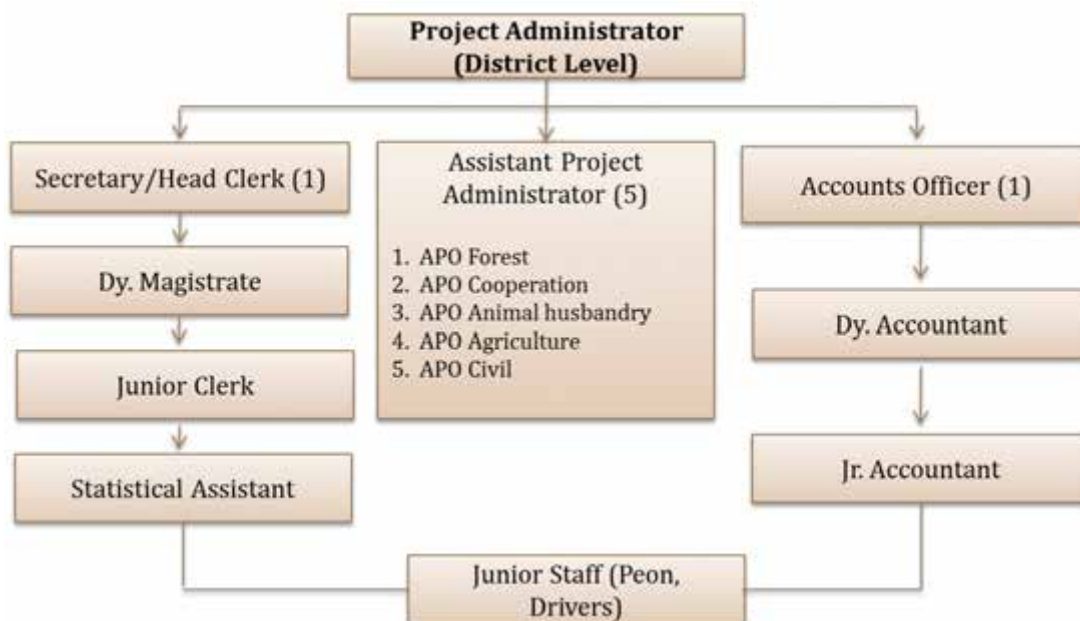 Project Administrator
(District Level)
Secretary/Head Clerk (1)
Dy. Magistrate
Junior Clerk
Statistical Assistant
Assistant Project
Administrator (5)
1. APO Forest
2. APO Cooperation
3. APO Animal husbandry
4. APO Agriculture
5. APO Civil
Accounts Officer (1)
Dy. Accountant
Jr. Accountant
Junior Staff (Peon,
Drivers)